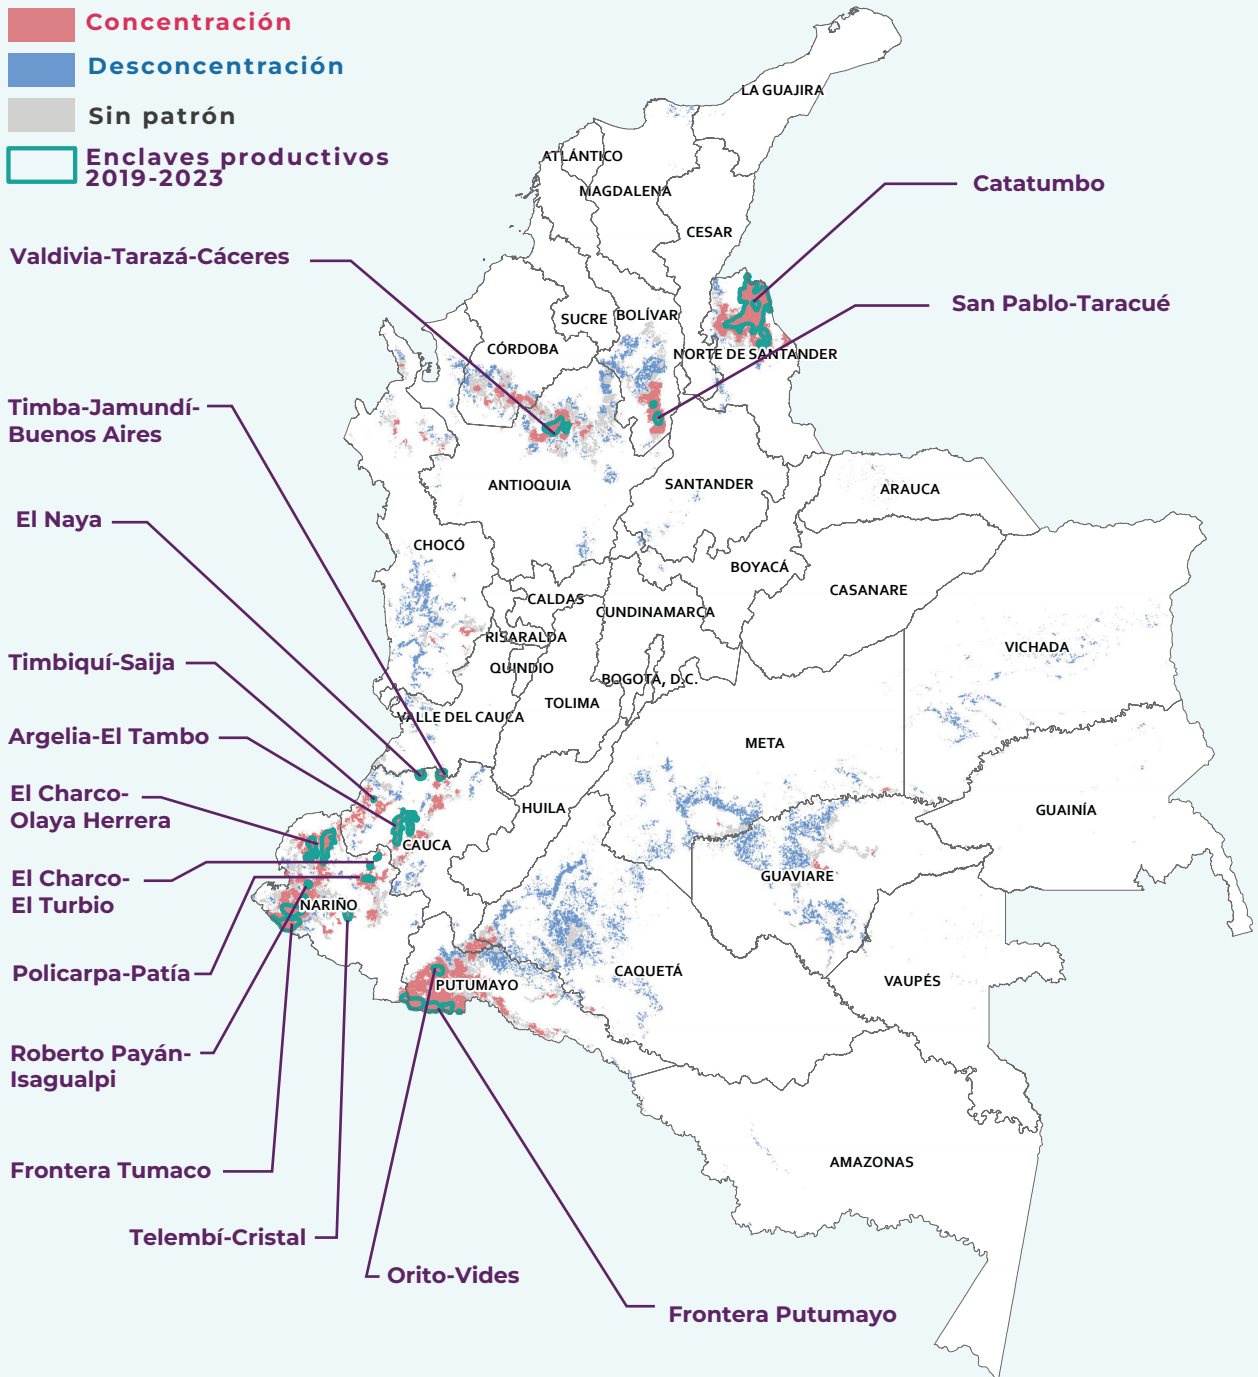 Concentración
Desconcentración
Sin patrón
Enclaves productivos
2019-2023
LA GUAJIRA
ATLÁNTICO
MAGDALENA
Catatumbo
CESAR
Valdivia-Tarazá-Cáceres
San Pablo-Taracué
SUCRE
BOLÍVAR
CÓRDOBA
NORTE DE SANTANDER
Timba-Jamundí-
Buenos Aires
ANTIOQUIA
SANTANDER
ARAUCA
El Naya
CHOCÓ
BOYACÁ
CASANARE
CALDAS
CUNDINAMARCA
RISARALDA
VICHADA
Timbiquí-Saija
QUINDIO
BOGOTÁ, D.C.
TOLIMA
VALLE DEL CAUCA
Argelia-El Tambo
META
El Charco-
Olaya Herrera
HUILA
GUAINÍA
CAUCA
El Charco-
El Turbio
GUAVIARE
NARIÑO
Policarpa-Patía
CAQUETÁ
PUTUMAYO
VAUPÉS
Roberto Payán-
Isagualpi
Frontera Tumaco
AMAZONAS
Telembí-Cristal
Orito-Vides
Frontera Putumayo